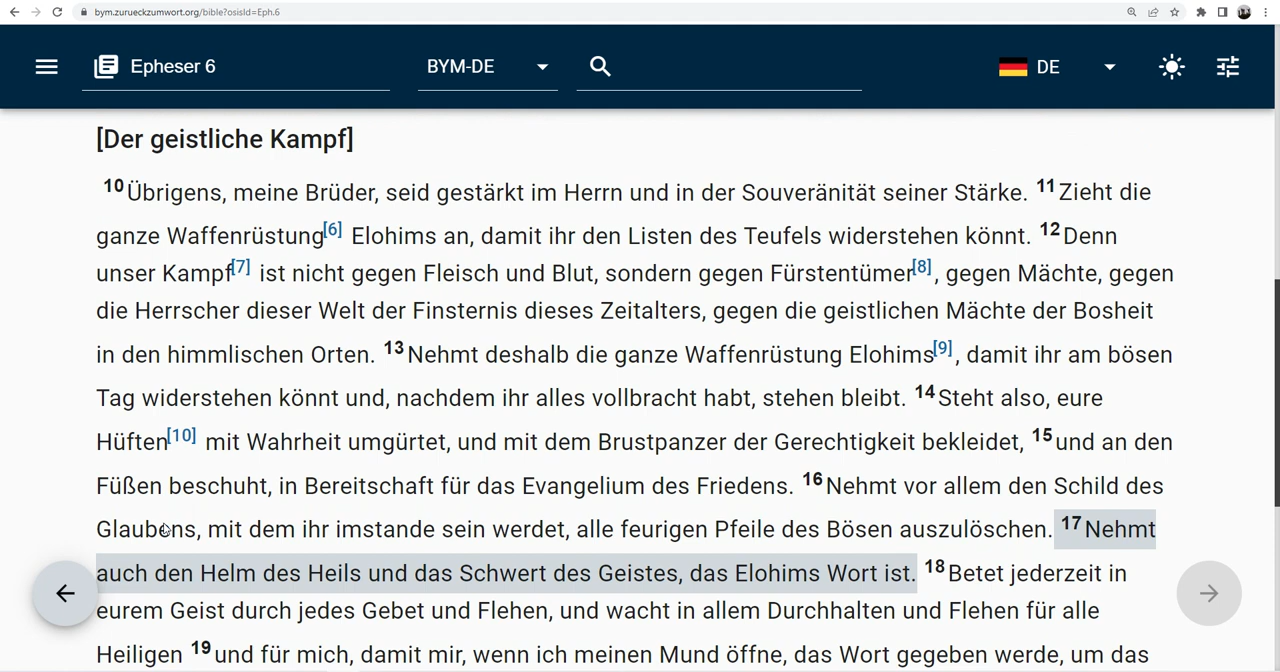 bym.zurueckzumwort.org/bible?osisId=Eph.6
Epheser 6
BYM-DE
DE
[Der geistliche Kampf]
10 Übrigens, meine Brüder, seid gestärkt im Herrn und in der Souveränität seiner Stärke. 11 Zieht die
ganze Waffenrüstung[6] Elohims an, damit ihr den Listen des Teufels widerstehen könnt. 12 Denn
unser Kampf[7] ist nicht gegen Fleisch und Blut, sondern gegen Fürstentümer[8], gegen Mächte, gegen
die Herrscher dieser Welt der Finsternis dieses Zeitalters, gegen die geistlichen Mächte der Bosheit
in den himmlischen Orten. 13 Nehmt deshalb die ganze Waffenrüstung Elohims[9], damit ihr am bösen
Tag widerstehen könnt und, nachdem ihr alles vollbracht habt, stehen bleibt. 14 Steht also, eure
Hüften[10] mit Wahrheit umgürtet, und mit dem Brustpanzer der Gerechtigkeit bekleidet, 15 und an den
Füßen beschuht, in Bereitschaft für das Evangelium des Friedens. 16 Nehmt vor allem den Schild des
Glaubens, mit dem ihr imstande sein werdet, alle feurigen Pfeile des Bösen auszulöschen. 17 Nehmt
auch den Helm des Heils und das Schwert des Geistes, das Elohims Wort ist. 18 Betet jederzeit in
eurem Geist durch jedes Gebet und Flehen, und wacht in allem Durchhalten und Flehen für alle
Heiligen 19 und für mich, damit mir, wenn ich meinen Mund öffne, das Wort gegeben werde, um das